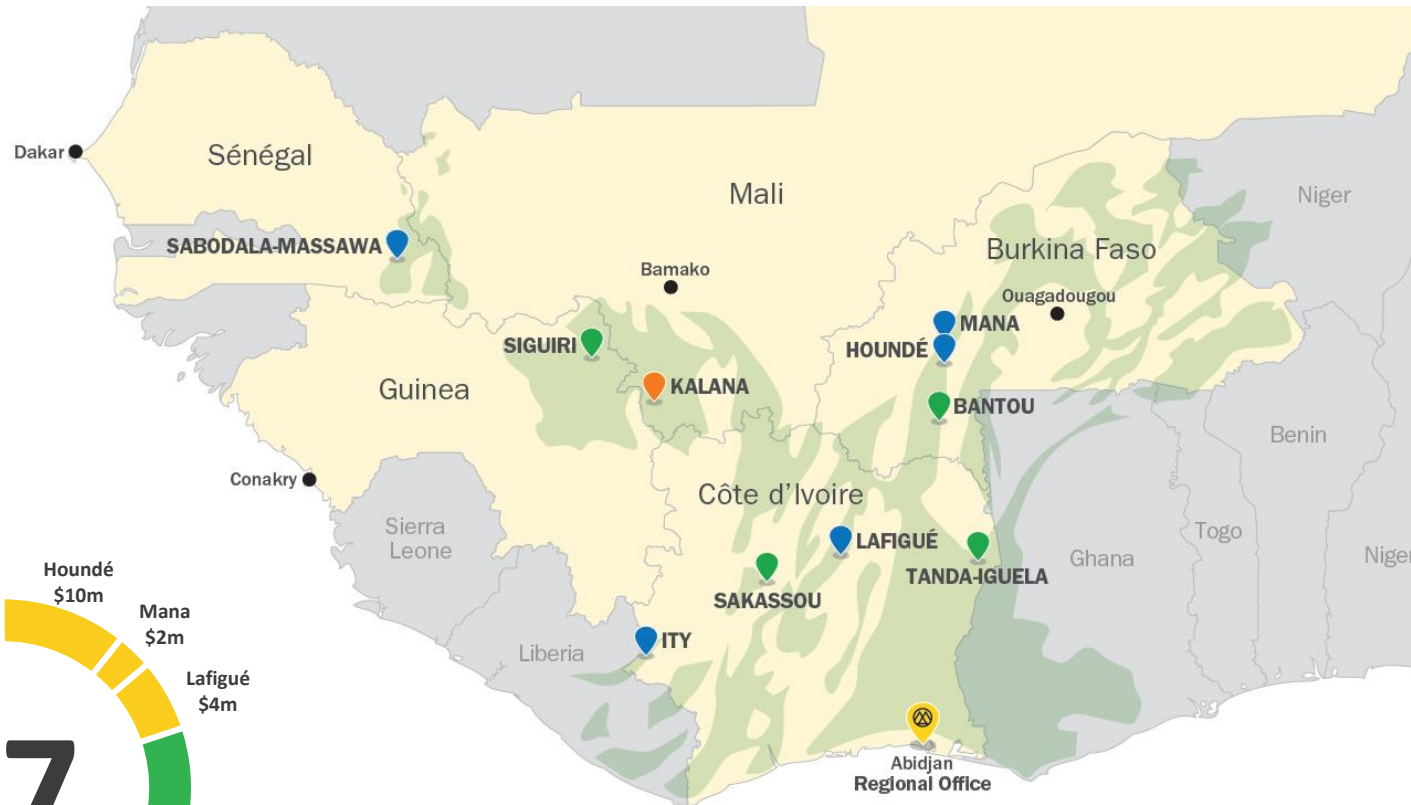 Dakar
Sénégal
Mali
Niger
SABODALA-MASSAWA
Burkina Faso
Bamako
Ouagadougou
MANA
SIGUIRI
HOUNDÉ
Guinea
KALANA
BANTOU
Benin
Conakry
Côte d'Ivoire
Sierra
Leone
LAFIGUÉ
Togo
Ghana
TANDA-IGUELA
SAKASSOU
Houndé
$10m
Mana
$2m
ITY
Liberia
Lafigué
$4m
7
Abidjan
Regional Office